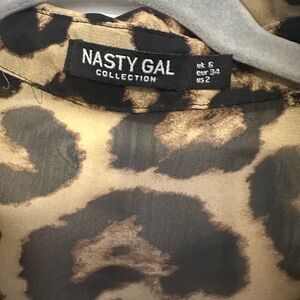 NASTY GAL
COLLECTION
uk 6
eur 34
us 2